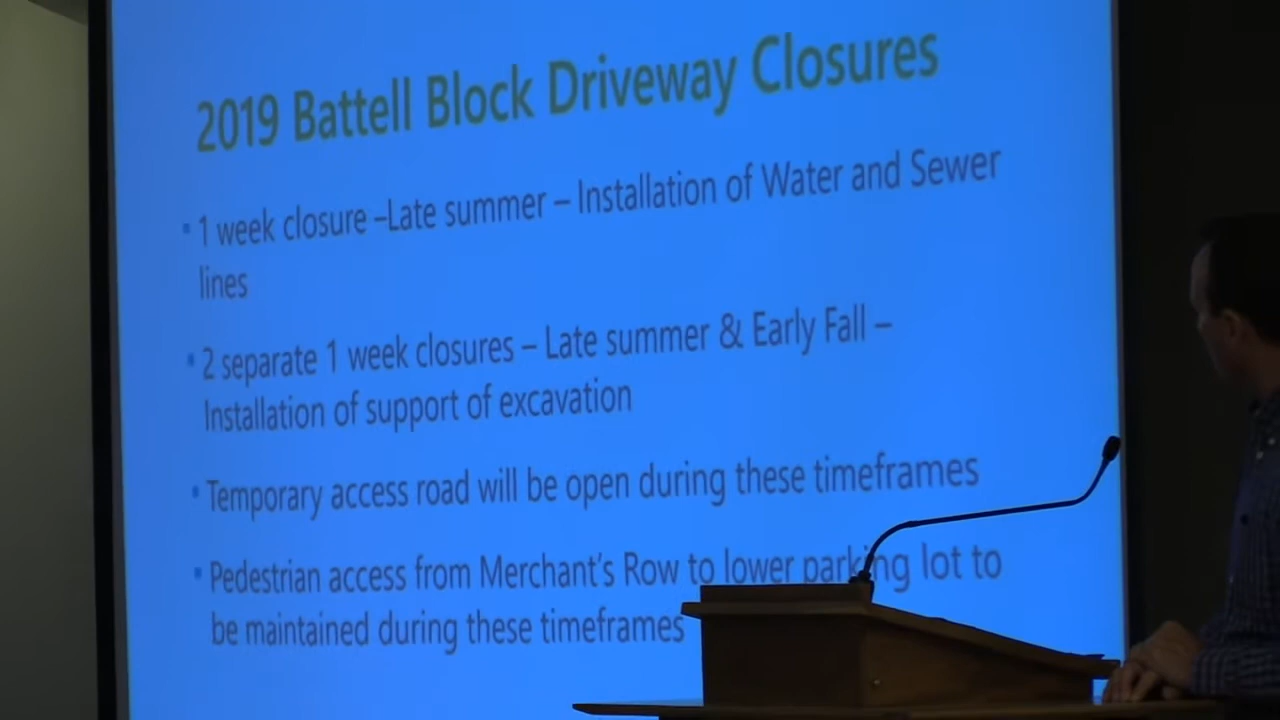 2019 Battell Block Driveway Closures
1 week closure –Late summer – Installation of Water and Sewer
lines
2 separate 1 week closures – Late summer & Early Fall –
Installation of support of excavation
Temporary access road will be open during these timeframes
Pedestrian access from Merchant's Row to lower parking lot to
be maintained during these timeframes